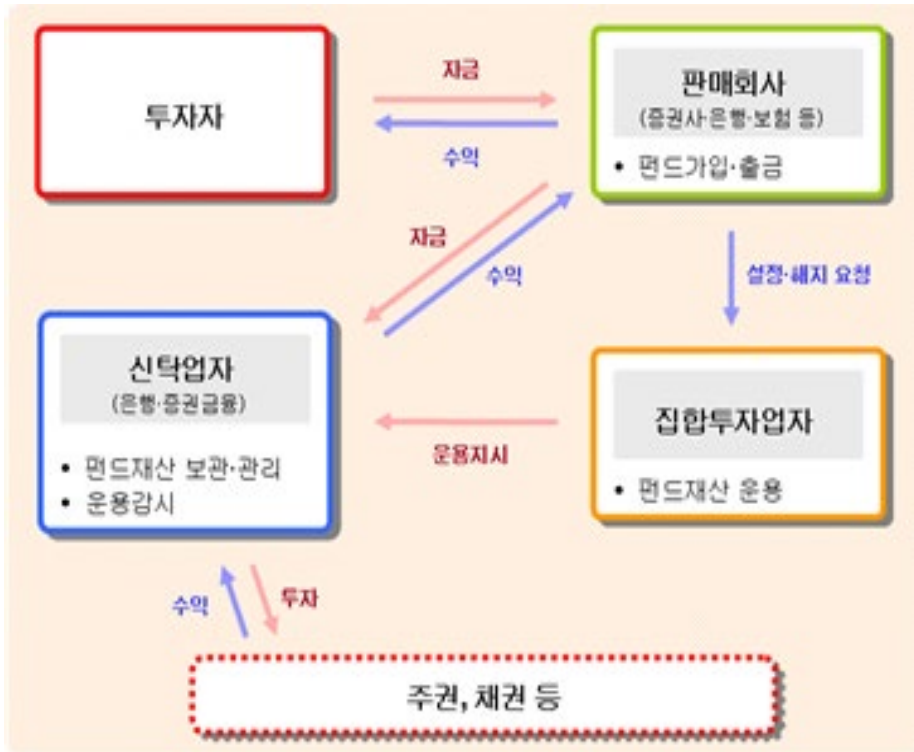 투자자
자금
수익
판매회사
(증권사·은행·보험 등)
• 펀드가입·출금
자금
수익
설정·해지 요청
신탁업자
(은행·증권금융)
• 펀드재산 보관·관리
• 운용감시
운용지시
집합투자업자
• 펀드재산 운용
수익
투자
주권, 채권 등